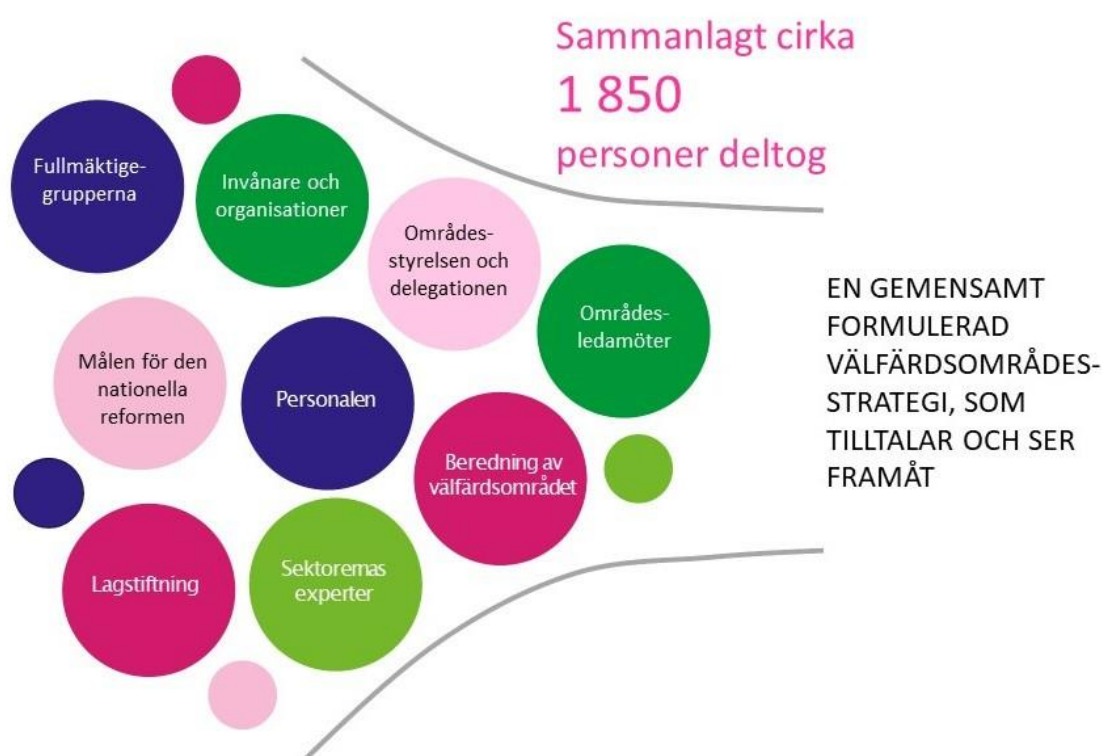 Sammanlagt cirka
1 850
personer deltog
Fullmäktige-
grupperna
Invånare och
organisationer
Områdes-
styrelsen och
delegationen
Områdes-
ledamöter
Målen för den
nationella
reformen
Personalen
Beredning av
välfärdsområdet
Lagstiftning
Sektorernas
experter
EN GEMENSAMT
FORMULERAD
VÄLFÄRDSOMRÅDES-
STRATEGI, SOM
TILLTALAR OCH SER
FRAMÅT